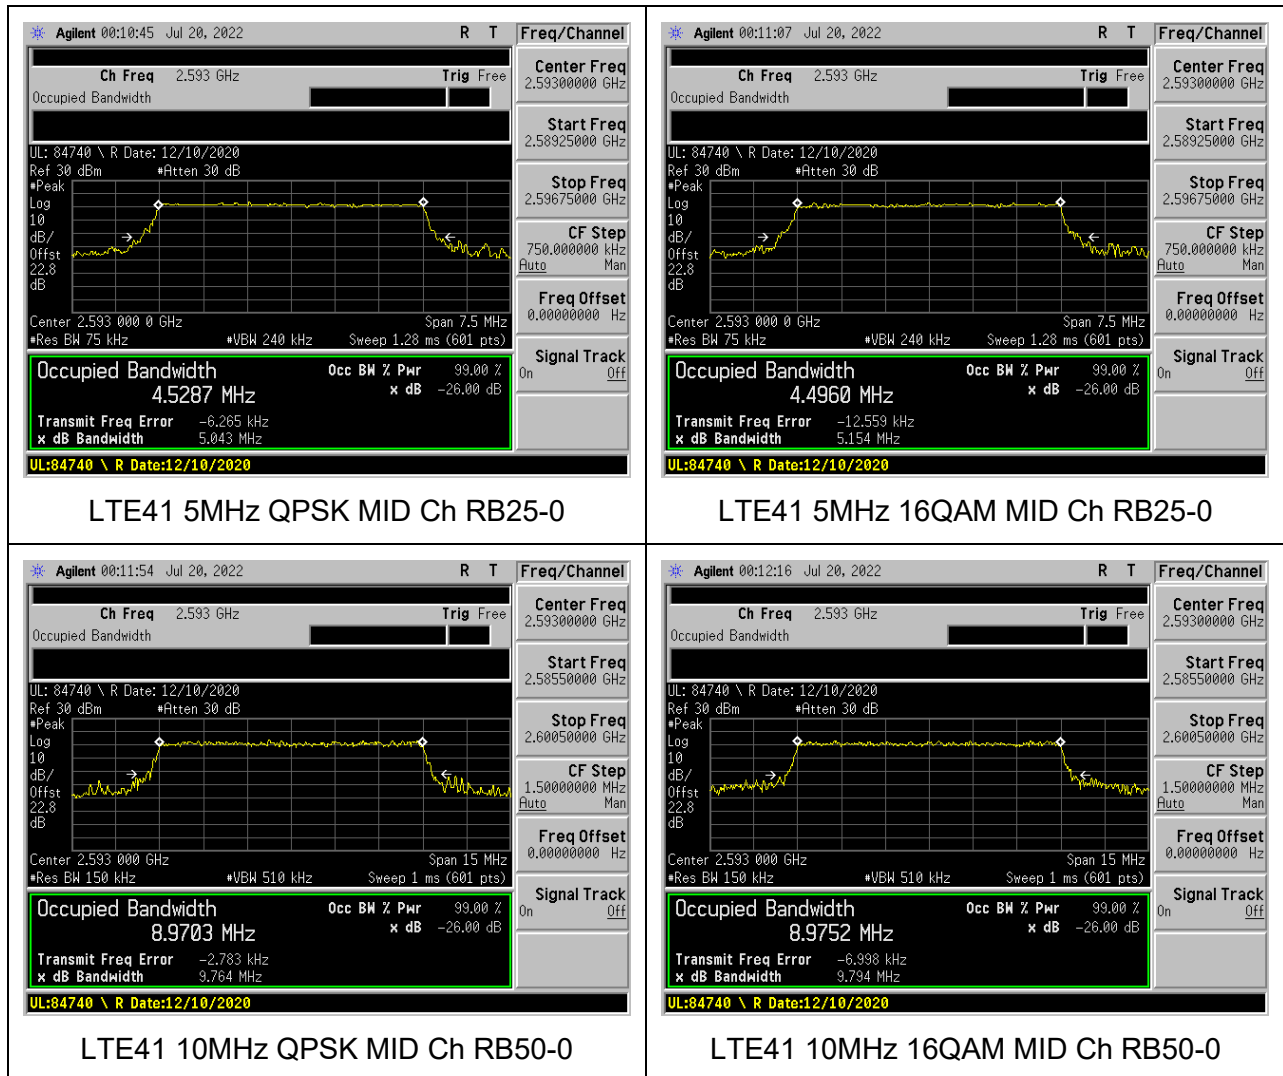 Agilent 00:10:45 Jul 20, 2022 R T
Freq/Channel
Ch Freq 2.593 GHz Trig Free
Occupied Bandwidth
Center Freq
2.59300000 GHz
Start Freq
2.58925000 GHz
UL: 84740 \ R Date: 12/10/2020
Ref 30 dBm #Atten 30 dB
#Peak
Log
10
dB/
Offst
22.8
dB
Stop Freq
2.59675000 GHz
CF Step
750.000000 kHz
Auto Man
Freq Offset
0.00000000 Hz
Center 2.593 000 0 GHz Span 7.5 MHz
#Res BW 75 kHz #VBW 240 kHz Sweep 1.28 ms (601 pts)
Signal Track
On Off
Occupied Bandwidth Occ BW % Pwr 99.00 %
4.5287 MHz x dB -26.00 dB
Transmit Freq Error -6.265 kHz
x dB Bandwidth 5.043 MHz
UL:84740 \ R Date:12/10/2020
LTE41 5MHz QPSK MID Ch RB25-0
Agilent 00:11:07 Jul 20, 2022 R T
Freq/Channel
Ch Freq 2.593 GHz Trig Free
Occupied Bandwidth
Center Freq
2.59300000 GHz
Start Freq
2.58925000 GHz
UL: 84740 \ R Date: 12/10/2020
Ref 30 dBm #Atten 30 dB
#Peak
Log
10
dB/
Offst
22.8
dB
Stop Freq
2.59675000 GHz
CF Step
750.000000 kHz
Auto Man
Freq Offset
0.00000000 Hz
Center 2.593 000 0 GHz Span 7.5 MHz
#Res BW 75 kHz #VBW 240 kHz Sweep 1.28 ms (601 pts)
Signal Track
On Off
Occupied Bandwidth Occ BW % Pwr 99.00 %
4.4960 MHz x dB -26.00 dB
Transmit Freq Error -12.559 kHz
x dB Bandwidth 5.154 MHz
UL:84740 \ R Date:12/10/2020
LTE41 5MHz 16QAM MID Ch RB25-0
Agilent 00:11:54 Jul 20, 2022 R T
Freq/Channel
Ch Freq 2.593 GHz Trig Free
Occupied Bandwidth
Center Freq
2.59300000 GHz
Start Freq
2.58550000 GHz
UL: 84740 \ R Date: 12/10/2020
Ref 30 dBm #Atten 30 dB
#Peak
Log
10
dB/
Offst
22.8
dB
Stop Freq
2.60050000 GHz
CF Step
1.50000000 MHz
Auto Man
Freq Offset
0.00000000 Hz
Center 2.593 000 GHz Span 15 MHz
#Res BW 150 kHz #VBW 510 kHz Sweep 1 ms (601 pts)
Signal Track
On Off
Occupied Bandwidth Occ BW % Pwr 99.00 %
8.9703 MHz x dB -26.00 dB
Transmit Freq Error -2.783 kHz
x dB Bandwidth 9.764 MHz
UL:84740 \ R Date:12/10/2020
LTE41 10MHz QPSK MID Ch RB50-0
Agilent 00:12:16 Jul 20, 2022 R T
Freq/Channel
Ch Freq 2.593 GHz Trig Free
Occupied Bandwidth
Center Freq
2.59300000 GHz
Start Freq
2.58550000 GHz
UL: 84740 \ R Date: 12/10/2020
Ref 30 dBm #Atten 30 dB
#Peak
Log
10
dB/
Offst
22.8
dB
Stop Freq
2.60050000 GHz
CF Step
1.50000000 MHz
Auto Man
Freq Offset
0.00000000 Hz
Center 2.593 000 GHz Span 15 MHz
#Res BW 150 kHz #VBW 510 kHz Sweep 1 ms (601 pts)
Signal Track
On Off
Occupied Bandwidth Occ BW % Pwr 99.00 %
8.9752 MHz x dB -26.00 dB
Transmit Freq Error -6.998 kHz
x dB Bandwidth 9.794 MHz
UL:84740 \ R Date:12/10/2020
LTE41 10MHz 16QAM MID Ch RB50-0